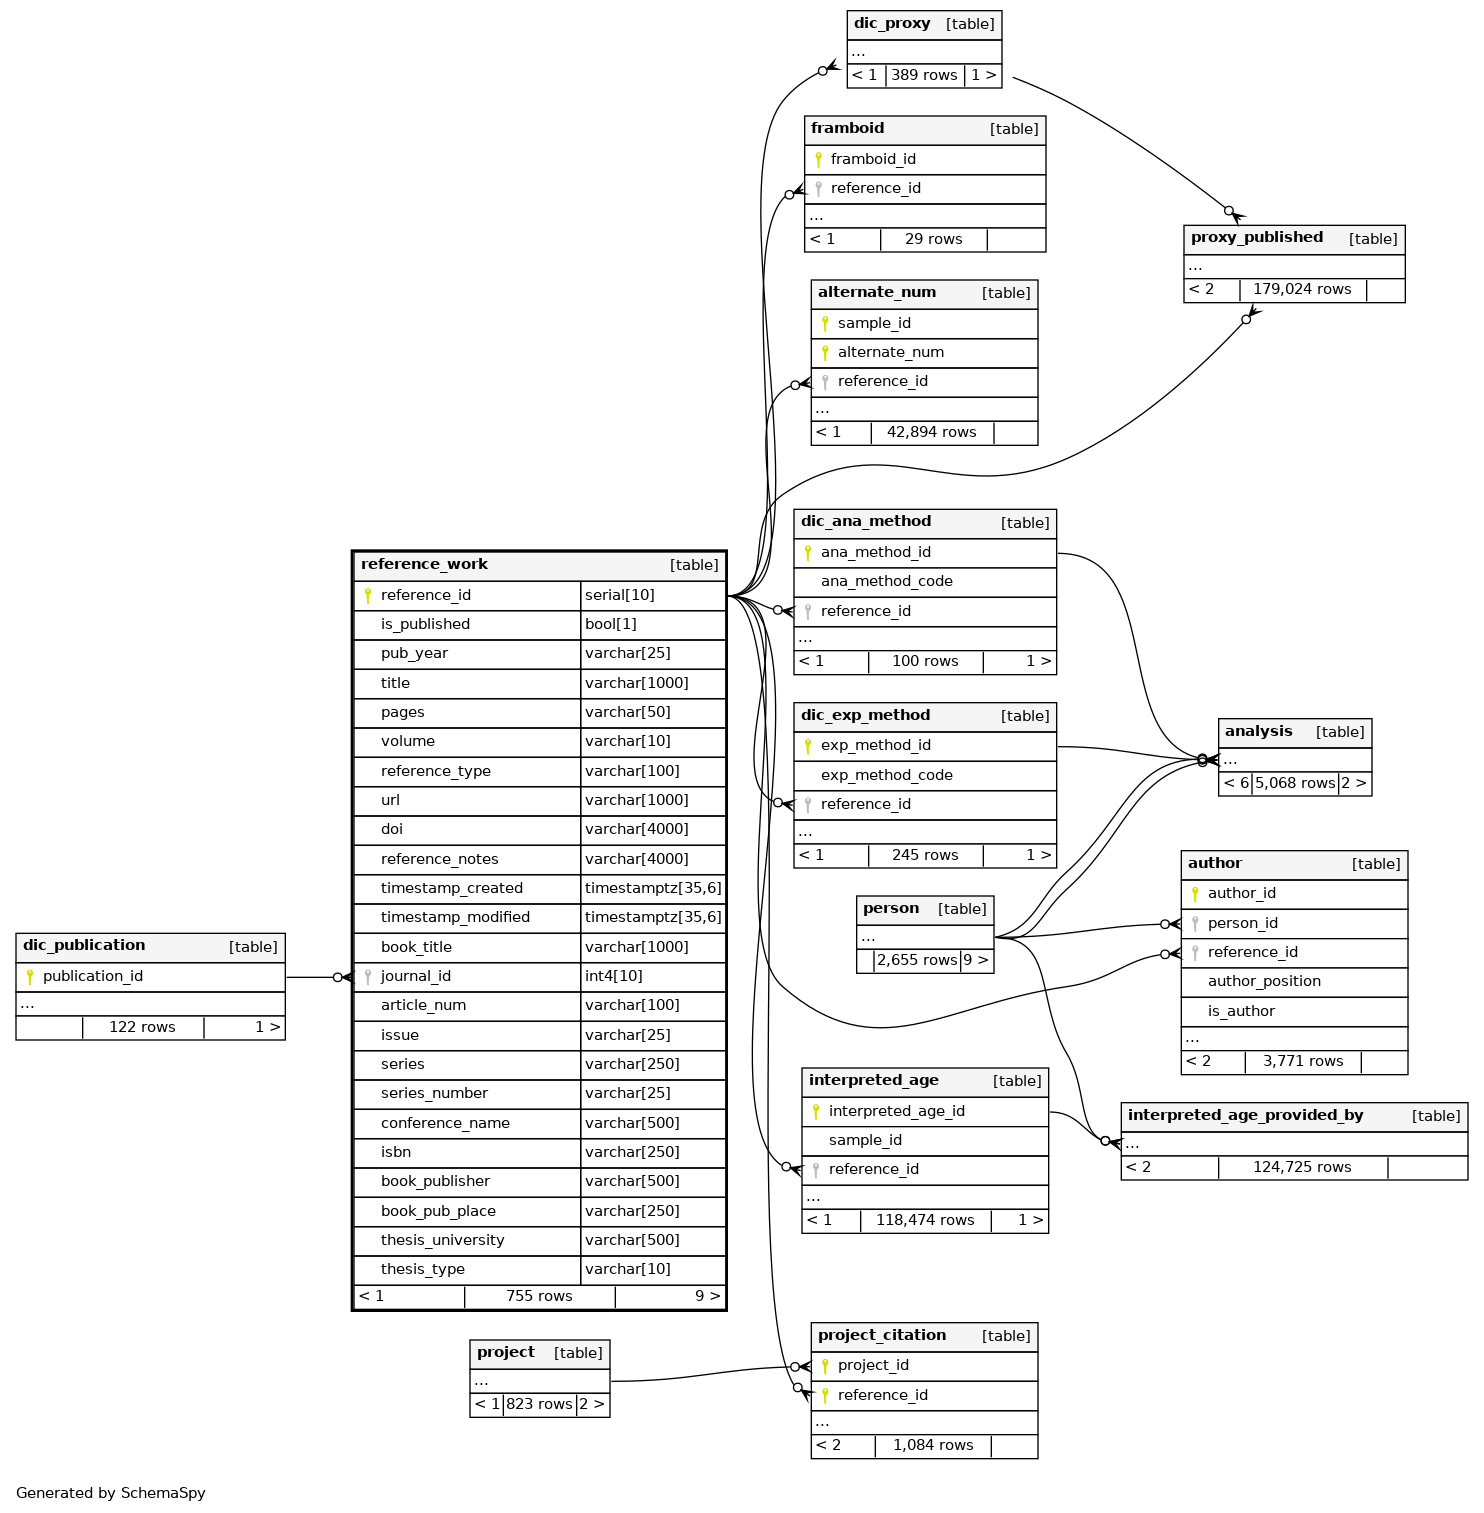 dic_proxy [table]
...
< 1 389 rows 1 >
framboid [table]
framboid_id
reference_id
...
< 1 29 rows
proxy_published [table]
...
< 2 179,024 rows
alternate_num [table]
sample_id
alternate_num
reference_id
...
< 1 42,894 rows
dic_ana_method [table]
ana_method_id
ana_method_code
reference_id
...
< 1 100 rows 1 >
reference_work [table]
reference_id serial[10]
is_published bool[1]
pub_year varchar[25]
title varchar[1000]
pages varchar[50]
volume varchar[10]
reference_type varchar[100]
url varchar[1000]
doi varchar[4000]
reference_notes varchar[4000]
timestamp_created timestamptz[35,6]
timestamp_modified timestamptz[35,6]
book_title varchar[1000]
journal_id int4[10]
article_num varchar[100]
issue varchar[25]
series varchar[250]
series_number varchar[25]
conference_name varchar[500]
isbn varchar[250]
book_publisher varchar[500]
book_pub_place varchar[250]
thesis_university varchar[500]
thesis_type varchar[10]
< 1 755 rows 9 >
dic_exp_method [table]
exp_method_id
exp_method_code
reference_id
...
< 1 245 rows 1 >
analysis [table]
...
< 6 5,068 rows 2 >
person [table]
...
2,655 rows 9 >
author [table]
author_id
person_id
reference_id
author_position
is_author
...
< 2 3,771 rows
dic_publication [table]
publication_id
...
122 rows 1 >
interpreted_age [table]
interpreted_age_id
sample_id
reference_id
...
< 1 118,474 rows 1 >
interpreted_age_provided_by [table]
...
< 2 124,725 rows
project [table]
...
< 1 823 rows 2 >
project_citation [table]
project_id
reference_id
...
< 2 1,084 rows
Generated by SchemaSpy